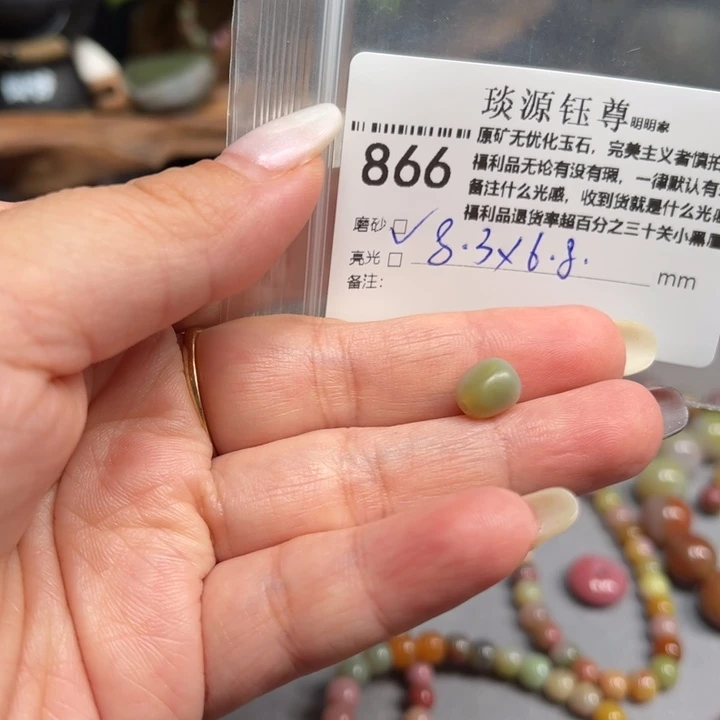 琰源钰尊明明家
866
原矿无优化玉石，完美主义者慎拍
福利品无论有没有瑕，一律默认有
备注什么光感，收到货就是什么光感
福利品退货率超百分之三十关小黑屋
磨砂 ☑ 8.3x6.8.
亮光 □ mm
备注: